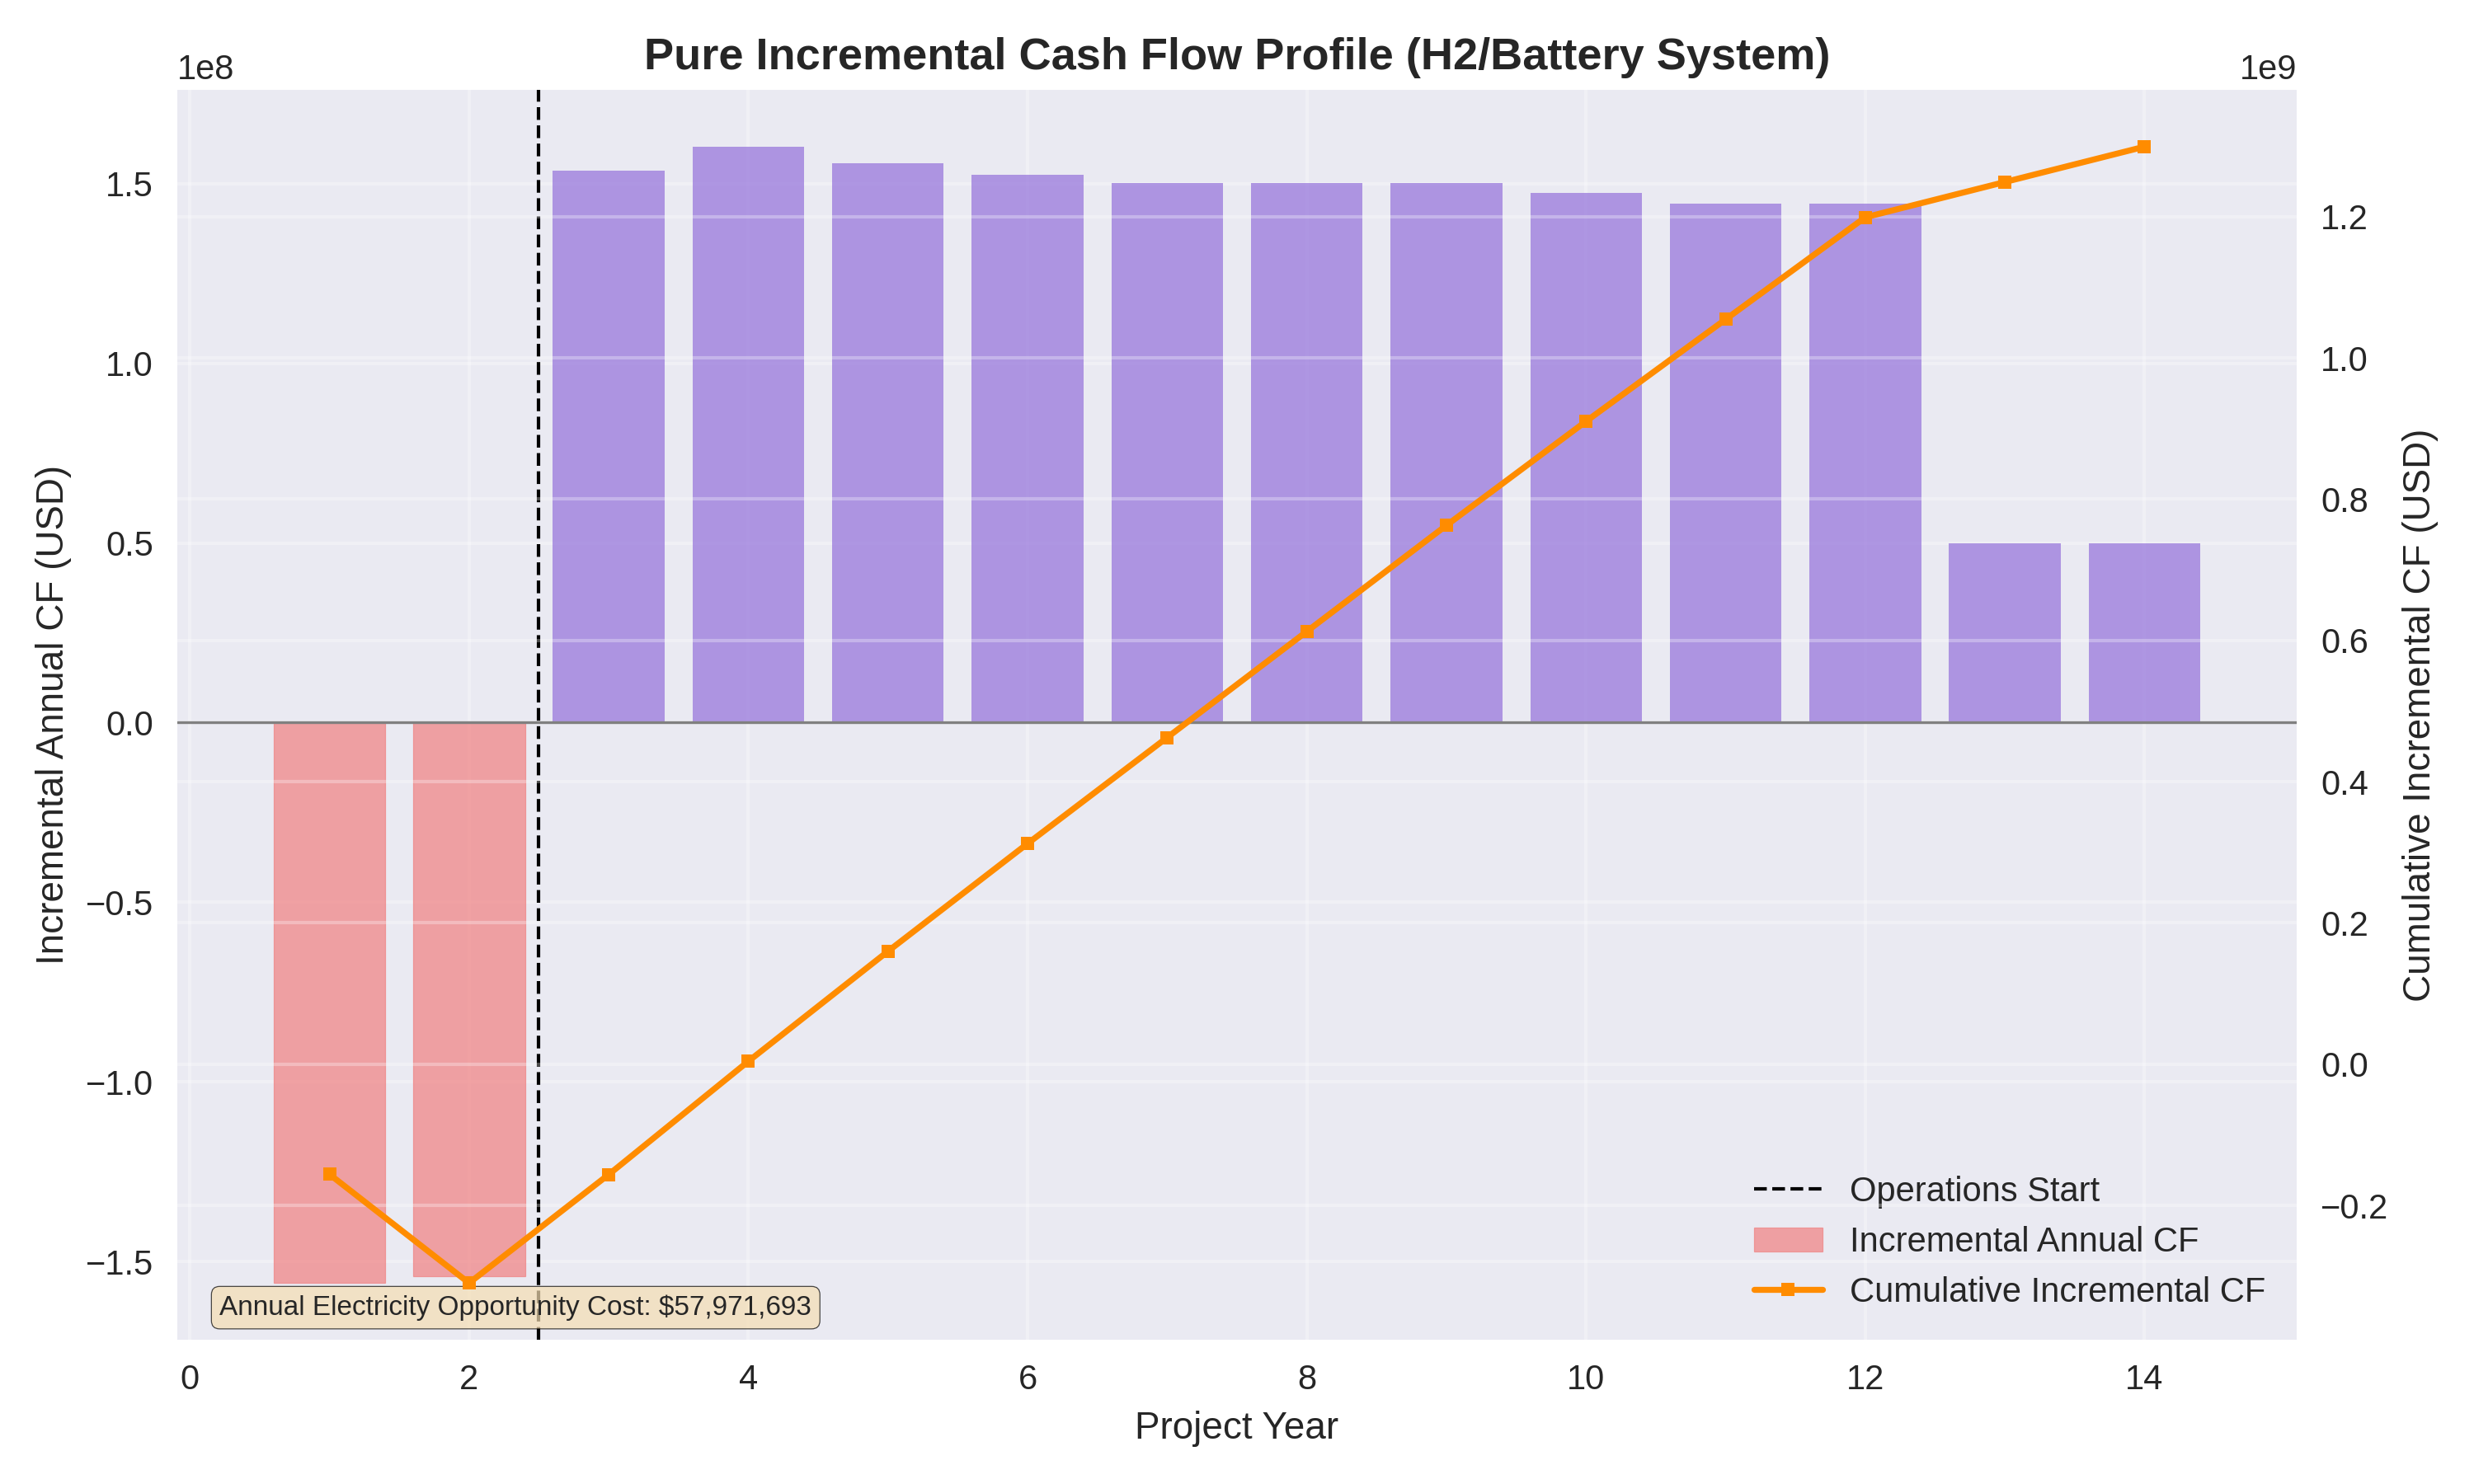 Pure Incremental Cash Flow Profile (H2/Battery System)
1e8
1e9
Incremental Annual CF (USD)
1.5
1.0
0.5
0.0
−0.5
−1.0
−1.5
Cumulative Incremental CF (USD)
1.2
1.0
0.8
0.6
0.4
0.2
0.0
−0.2
Annual Electricity Opportunity Cost: $57,971,693
Operations Start
Incremental Annual CF
Cumulative Incremental CF
0 2 4 6 8 10 12 14
Project Year